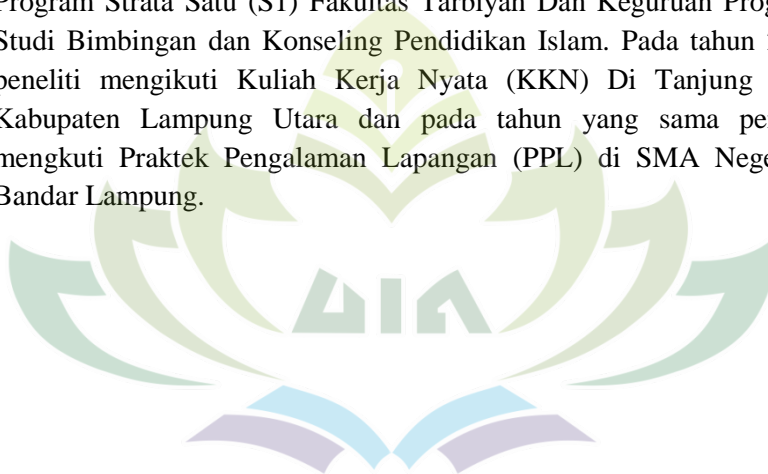 Program Strata Satu (S1) Fakultas Tarbiyah Dan Keguruan Prog
Studi Bimbingan dan Konseling Pendidikan Islam. Pada tahun
peneliti mengikuti Kuliah Kerja Nyata (KKN) Di Tanjung
Kabupaten Lampung Utara dan pada tahun yang sama pe
mengkuti Praktek Pengalaman Lapangan (PPL) di SMA Nege
Bandar Lampung.
UIN